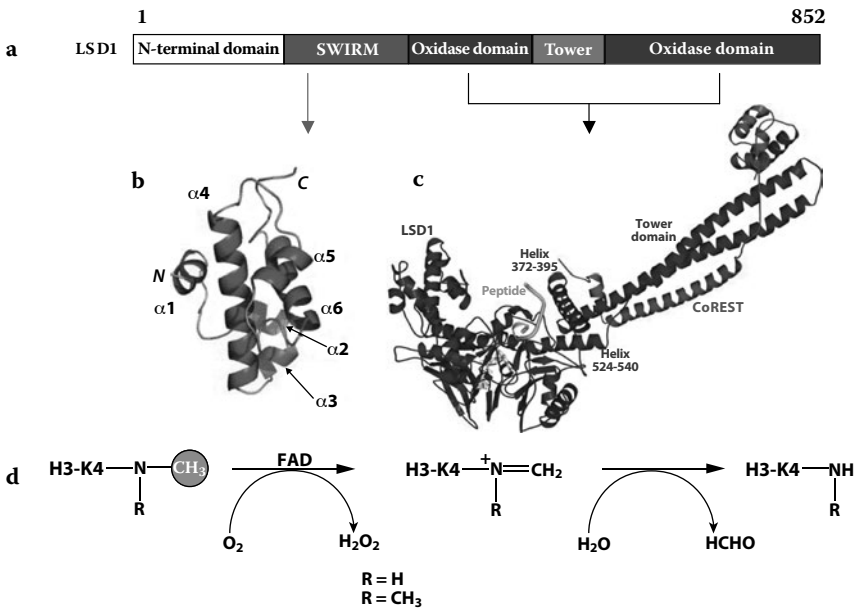 1 852
a LSD1 N-terminal domain SWIRM Oxidase domain Tower Oxidase domain
b
α4
C
N
α1
α5
α6
α2
α3
c
LSD1
Helix
372-395
Peptide
Tower
domain
CoREST
Helix
524-540
d
H3-K4—N—CH₃
R
FAD
O₂ H₂O₂
H3-K4—N⁺=CH₂
R
H₂O HCHO
H3-K4—NH
R
R = H
R = CH₃